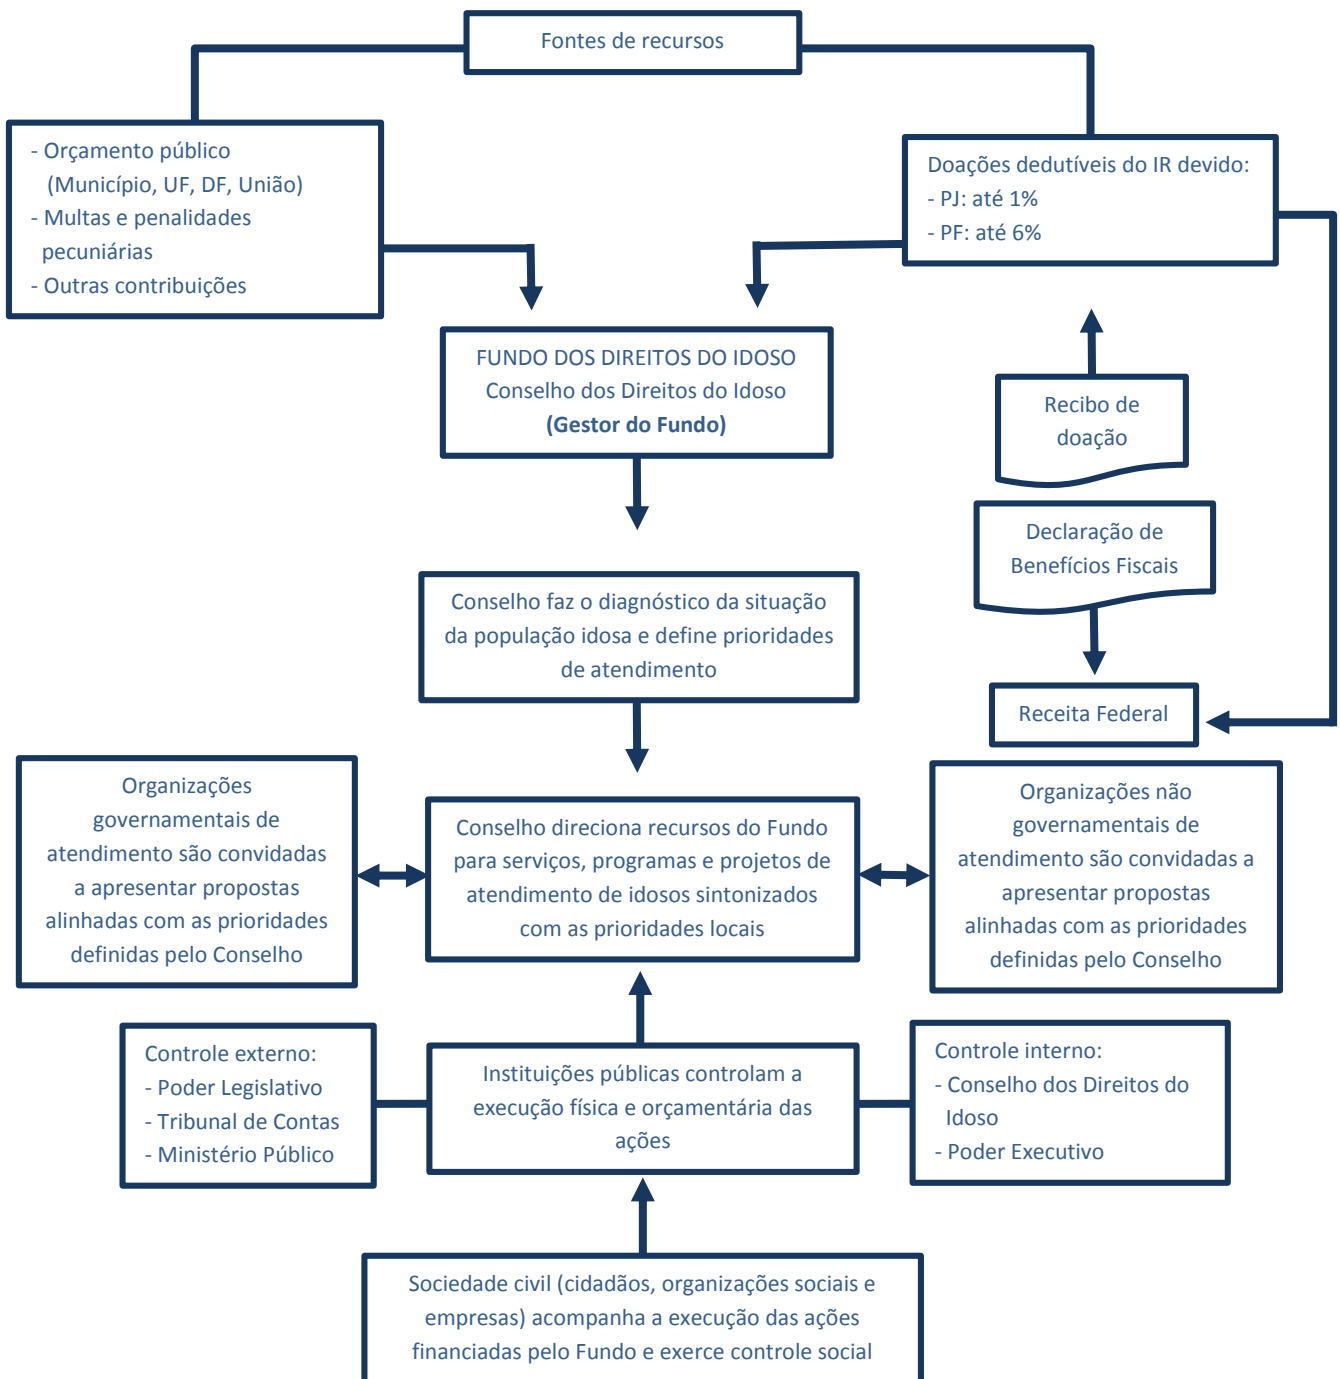 Fontes de recursos
- Orçamento público
(Município, UF, DF, União)
- Multas e penalidades
pecuniárias
- Outras contribuições
Doações dedutíveis do IR devido:
- PJ: até 1%
- PF: até 6%
FUNDO DOS DIREITOS DO IDOSO
Conselho dos Direitos do Idoso
(Gestor do Fundo)
Recibo de
doação
Declaração de
Benefícios Fiscais
Receita Federal
Conselho faz o diagnóstico da situação
da população idosa e define prioridades
de atendimento
Organizações
governamentais de
atendimento são convidadas
a apresentar propostas
alinhadas com as prioridades
definidas pelo Conselho
Conselho direciona recursos do Fundo
para serviços, programas e projetos de
atendimento de idosos sintonizados
com as prioridades locais
Organizações não
governamentais de
atendimento são convidadas a
apresentar propostas
alinhadas com as prioridades
definidas pelo Conselho
Controle externo:
- Poder Legislativo
- Tribunal de Contas
- Ministério Público
Instituições públicas controlam a
execução física e orçamentária das
ações
Controle interno:
- Conselho dos Direitos do
Idoso
- Poder Executivo
Sociedade civil (cidadãos, organizações sociais e
empresas) acompanha a execução das ações
financiadas pelo Fundo e exerce controle social